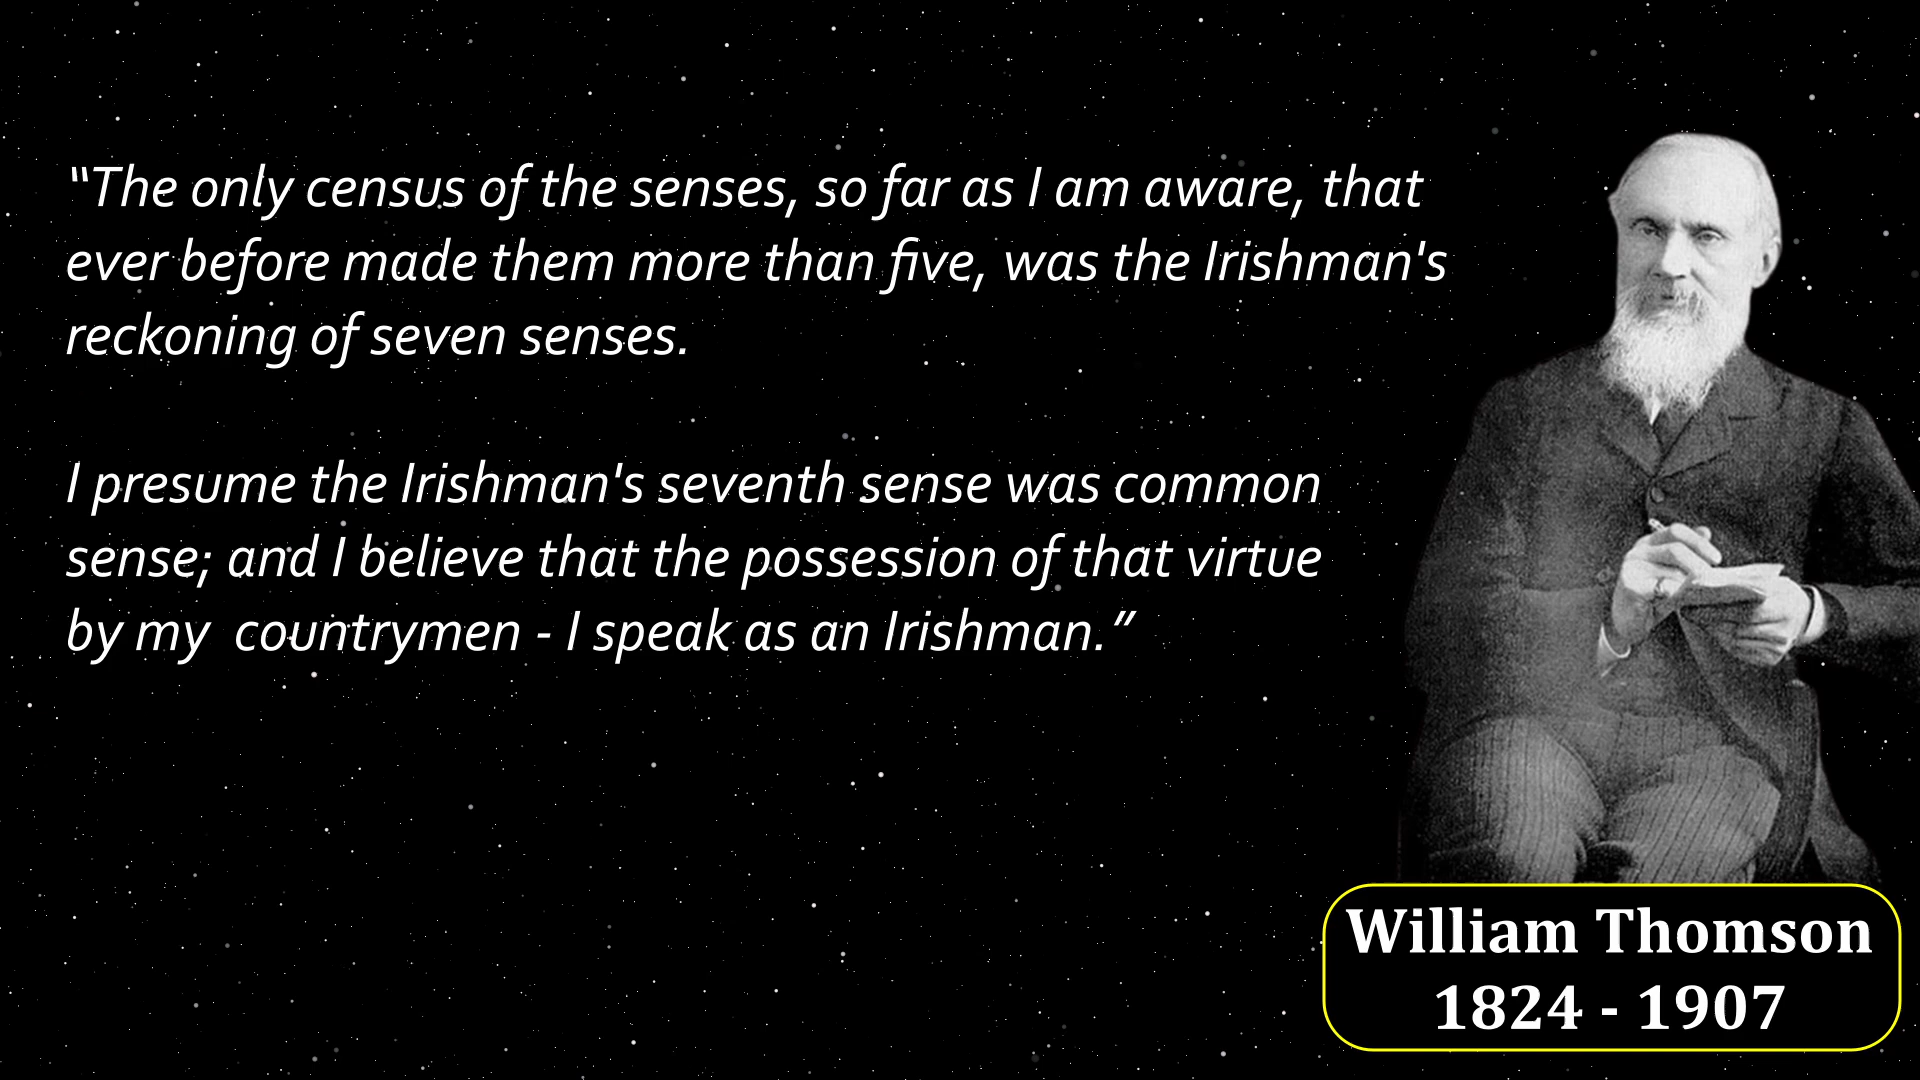 “The only census of the senses, so far as I am aware, that
ever before made them more than five, was the Irishman's
reckoning of seven senses.
I presume the Irishman's seventh sense was common
sense; and I believe that the possession of that virtue
by my  countrymen - I speak as an Irishman.”
William Thomson
1824 - 1907